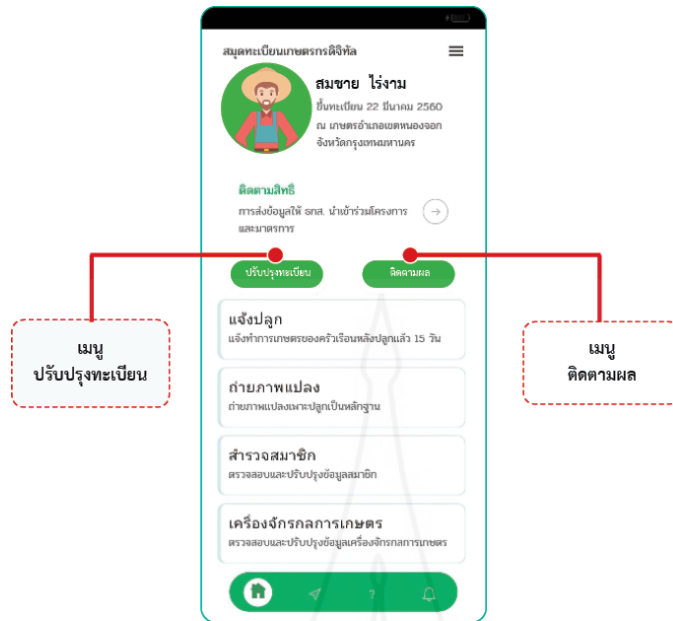 สมุดทะเบียนเกษตรกรดิจิทัล
สมชาย ไร่งาม
ขึ้นทะเบียน 22 มีนาคม 2560
ณ เกษตรอำเภอเขตหนองจอก
จังหวัดกรุงเทพมหานคร
ติดตามสิทธิ์
การส่งข้อมูลให้ ธกส. นำเข้าร่วมโครงการ
และมาตรการ
ปรับปรุงทะเบียน
ติดตามผล
เมนู
ปรับปรุงทะเบียน
เมนู
ติดตามผล
แจ้งปลูก
แจ้งทำการเกษตรของครัวเรือนหลังปลูกแล้ว 15 วัน
ถ่ายภาพแปลง
ถ่ายภาพแปลงเพาะปลูกเป็นหลักฐาน
สำรวจสมาชิก
ตรวจสอบและปรับปรุงข้อมูลสมาชิก
เครื่องจักรกลการเกษตร
ตรวจสอบและปรับปรุงข้อมูลเครื่องจักรกลการเกษตร
?